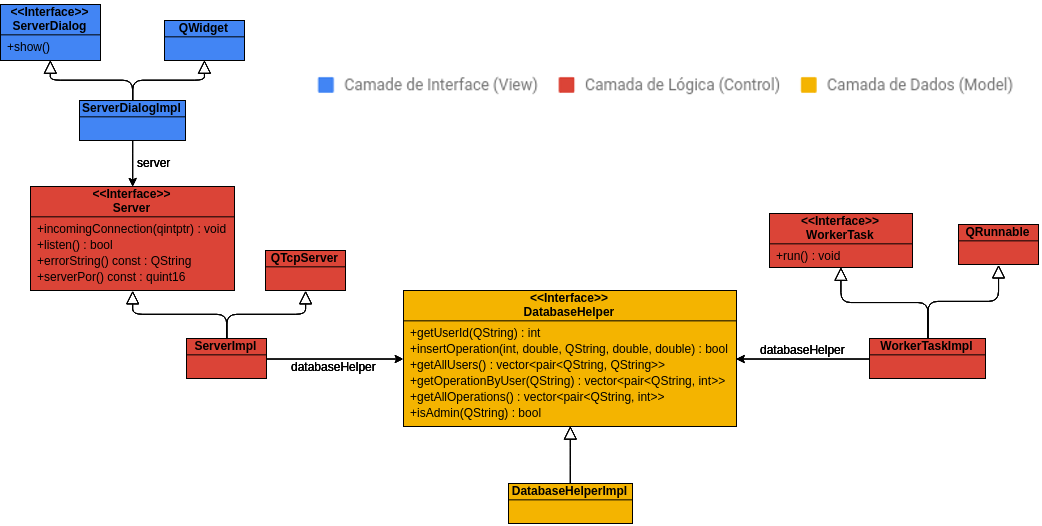 <<Interface>>
ServerDialog
+show()
QWidget
Camade de Interface (View)
Camada de Lógica (Control)
Camada de Dados (Model)
ServerDialogImpl
server
<<Interface>>
Server
+incomingConnection(qintptr) : void
+listen() : bool
+errorString() const : QString
+serverPor() const : quint16
QTcpServer
<<Interface>>
WorkerTask
+run() : void
QRunnable
<<Interface>>
DatabaseHelper
+getUserId(QString) : int
+insertOperation(int, double, QString, double, double) : bool
+getAllUsers() : vector<pair<QString, QString>>
+getOperationByUser(QString) : vector<pair<QString, int>>
+getAllOperations() : vector<pair<QString, int>>
+isAdmin(QString) : bool
ServerImpl
databaseHelper
databaseHelper
WorkerTaskImpl
DatabaseHelperImpl